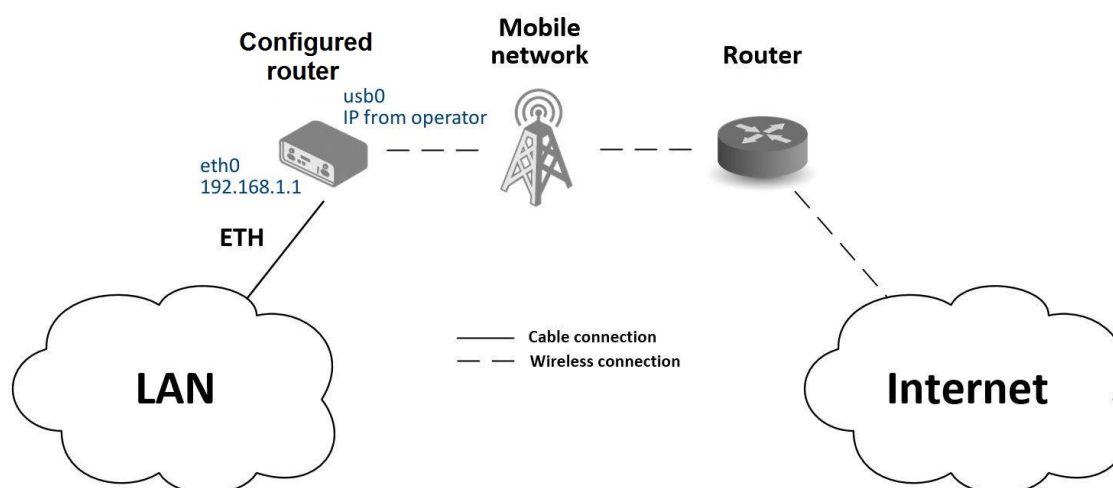 Configured
router
Mobile
network
Router
usb0
IP from operator
eth0
192.168.1.1
ETH
Cable connection
Wireless connection
LAN
Internet